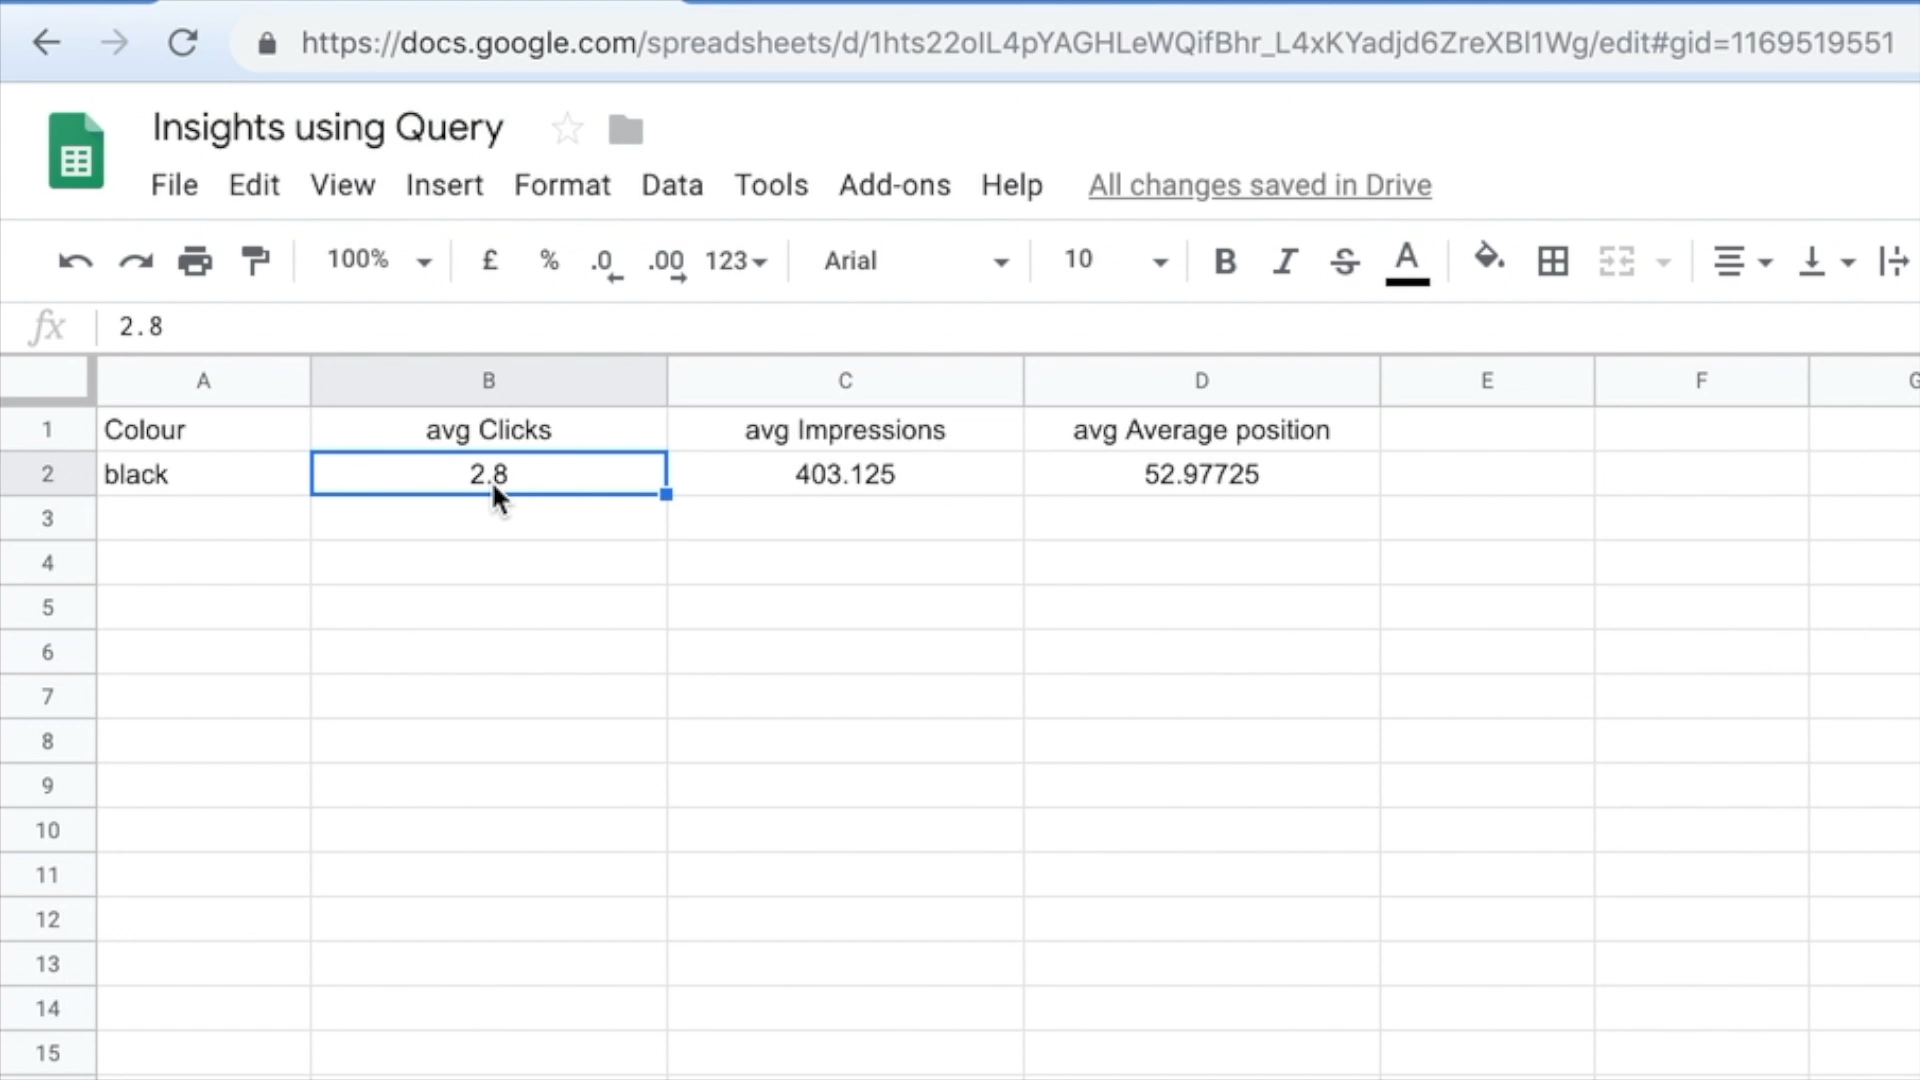 https://docs.google.com/spreadsheets/d/1hts22oIL4pYAGHLeWQifBhr_L4xKYadjd6ZreXBl1Wg/edit#gid=1169519551
Insights using Query
File Edit View Insert Format Data Tools Add-ons Help All changes saved in Drive
100% £ % .0 .00 123 Arial 10 B I S A
fx 2.8
A B C D E F G
1 Colour avg Clicks avg Impressions avg Average position
2 black 2.8 403.125 52.97725
3
4
5
6
7
8
9
10
11
12
13
14
15